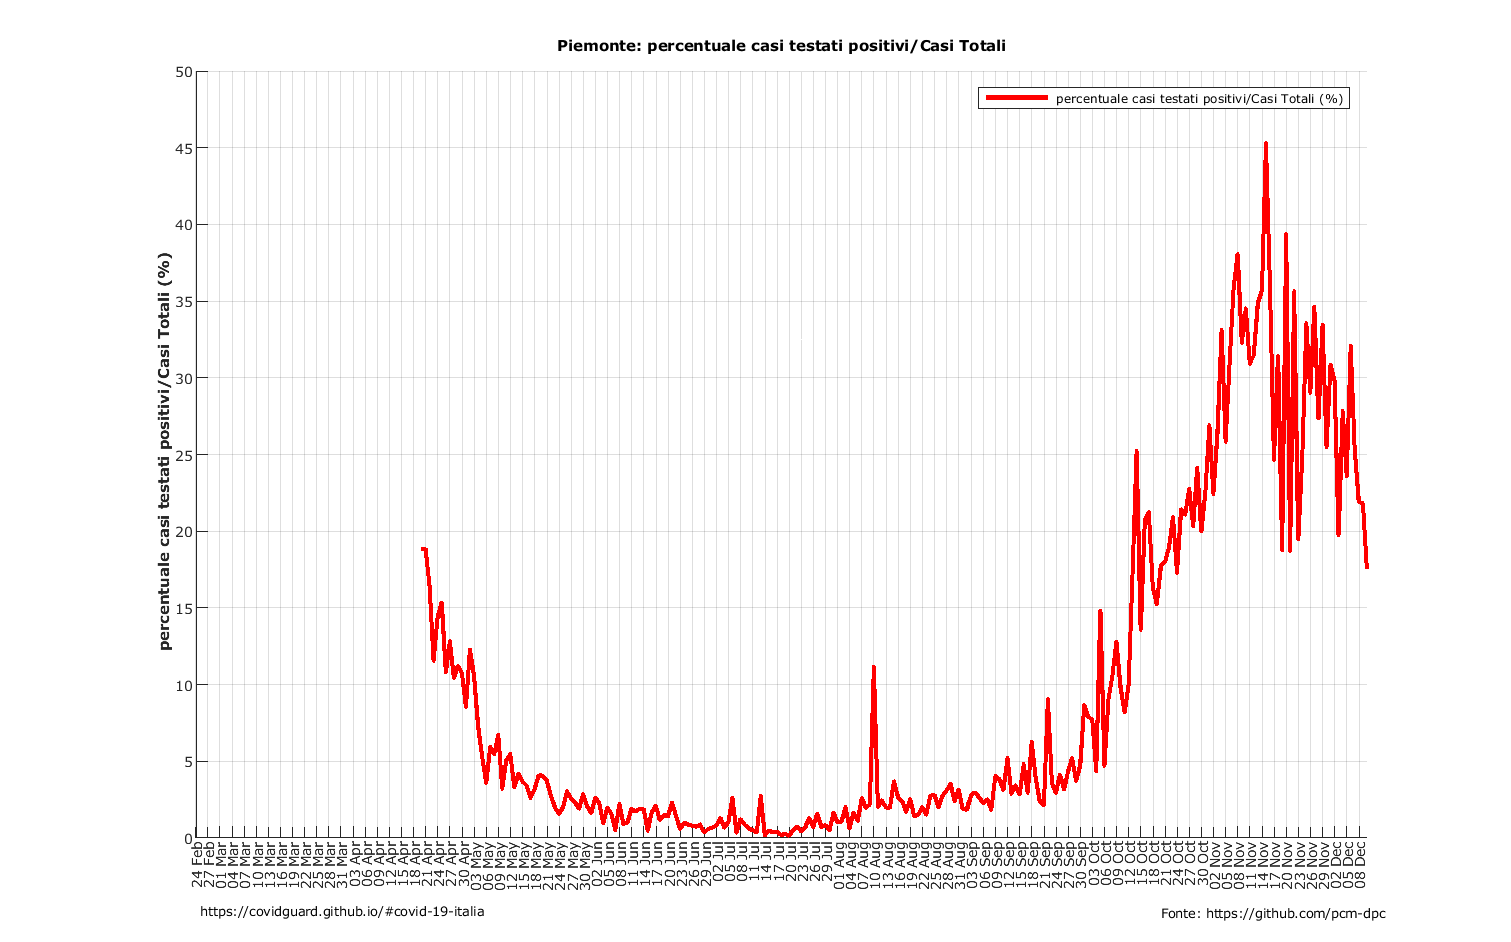 Piemonte: percentuale casi testati positivi/Casi Totali
percentuale casi testati positivi/Casi Totali (%)
percentuale casi testati positivi/Casi Totali (%)
50
45
40
35
30
25
20
15
10
5
0
24 Feb
27 Feb
01 Mar
04 Mar
07 Mar
10 Mar
13 Mar
16 Mar
19 Mar
22 Mar
25 Mar
28 Mar
31 Mar
03 Apr
06 Apr
09 Apr
12 Apr
15 Apr
18 Apr
21 Apr
24 Apr
27 Apr
30 Apr
03 May
06 May
09 May
12 May
15 May
18 May
21 May
24 May
27 May
30 May
02 Jun
05 Jun
08 Jun
11 Jun
14 Jun
17 Jun
20 Jun
23 Jun
26 Jun
29 Jun
02 Jul
05 Jul
08 Jul
11 Jul
14 Jul
17 Jul
20 Jul
23 Jul
26 Jul
29 Jul
01 Aug
04 Aug
07 Aug
10 Aug
13 Aug
16 Aug
19 Aug
22 Aug
25 Aug
28 Aug
31 Aug
03 Sep
06 Sep
09 Sep
12 Sep
15 Sep
18 Sep
21 Sep
24 Sep
27 Sep
30 Sep
03 Oct
06 Oct
09 Oct
12 Oct
15 Oct
18 Oct
21 Oct
24 Oct
27 Oct
30 Oct
02 Nov
05 Nov
08 Nov
11 Nov
14 Nov
17 Nov
20 Nov
23 Nov
26 Nov
29 Nov
02 Dec
05 Dec
08 Dec
https://covidguard.github.io/#covid-19-italia
Fonte: https://github.com/pcm-dpc